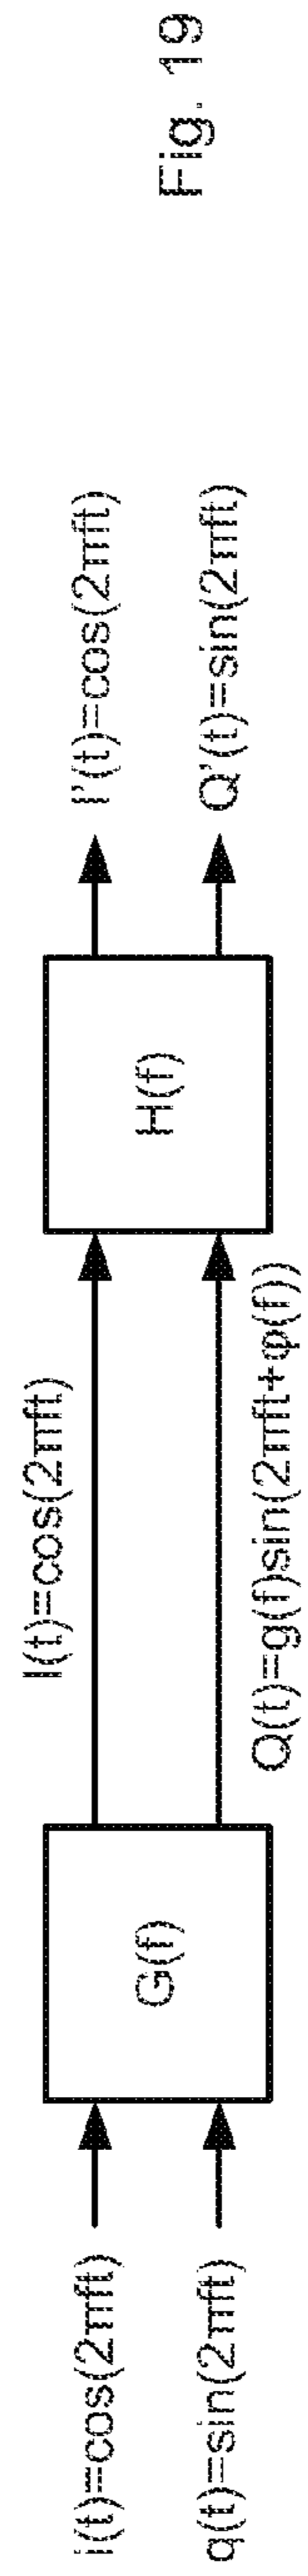 i(t)=cos(2πft)
q(t)=sin(2πft)
G(f)
I(t)=cos(2πft)
Q(t)=g(f)sin(2πft+φ(f))
H(f)
I'(t)=cos(2πft)
Q'(t)=sin(2πft)
Fig. 19